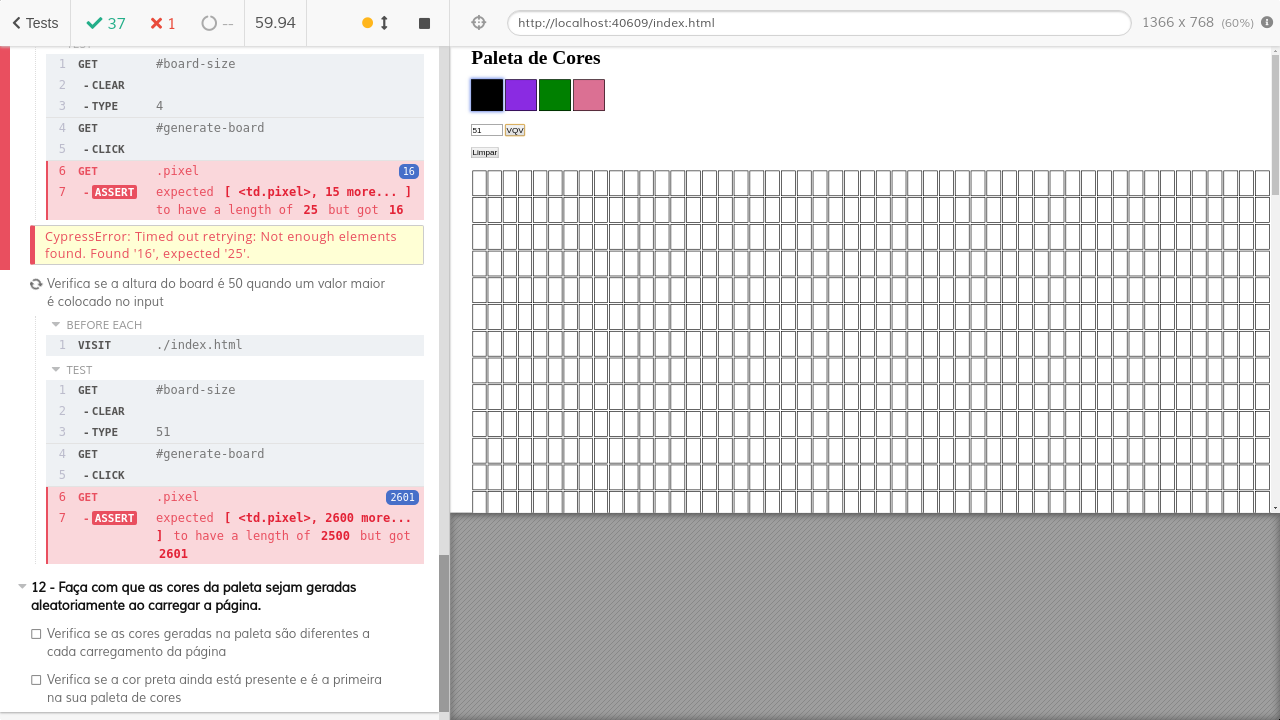 Tests
37
1
--
59.94
http://localhost:40609/index.html
1366 x 768 (60%)
TEST
1 GET #board-size
2 - CLEAR
3 - TYPE 4
4 GET #generate-board
5 - CLICK
6 GET .pixel 16
7 - ASSERT expected [ <td.pixel>, 15 more... ]
to have a length of 25 but got 16
CypressError: Timed out retrying: Not enough elements
found. Found '16', expected '25'.
Verifica se a altura do board é 50 quando um valor maior
é colocado no input
BEFORE EACH
1 VISIT ./index.html
TEST
1 GET #board-size
2 - CLEAR
3 - TYPE 51
4 GET #generate-board
5 - CLICK
6 GET .pixel 2601
7 - ASSERT expected [ <td.pixel>, 2600 more...
] to have a length of 2500 but got
2601
12 - Faça com que as cores da paleta sejam geradas
aleatoriamente ao carregar a página.
Verifica se as cores geradas na paleta são diferentes a
cada carregamento da página
Verifica se a cor preta ainda está presente e é a primeira
na sua paleta de cores
Paleta de Cores
51 VQV
Limpar